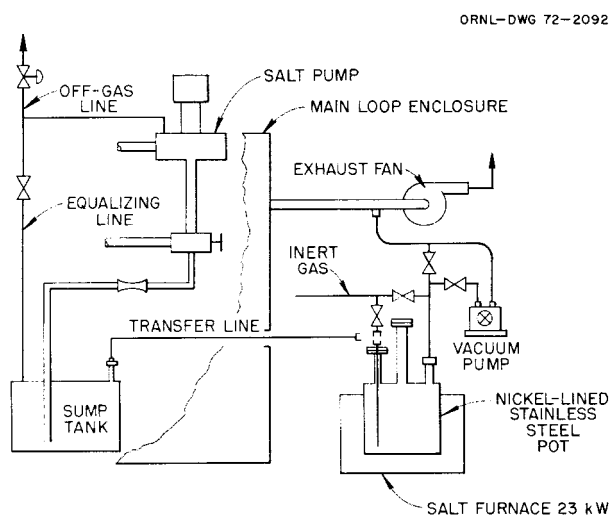 ORNL-DWG 72-2092
SALT PUMP
OFF-GAS
LINE
MAIN LOOP ENCLOSURE
EXHAUST FAN
EQUALIZING
LINE
INERT
GAS
TRANSFER LINE
VACUUM
PUMP
SUMP
TANK
NICKEL-LINED
STAINLESS
STEEL
POT
SALT FURNACE 23 kW